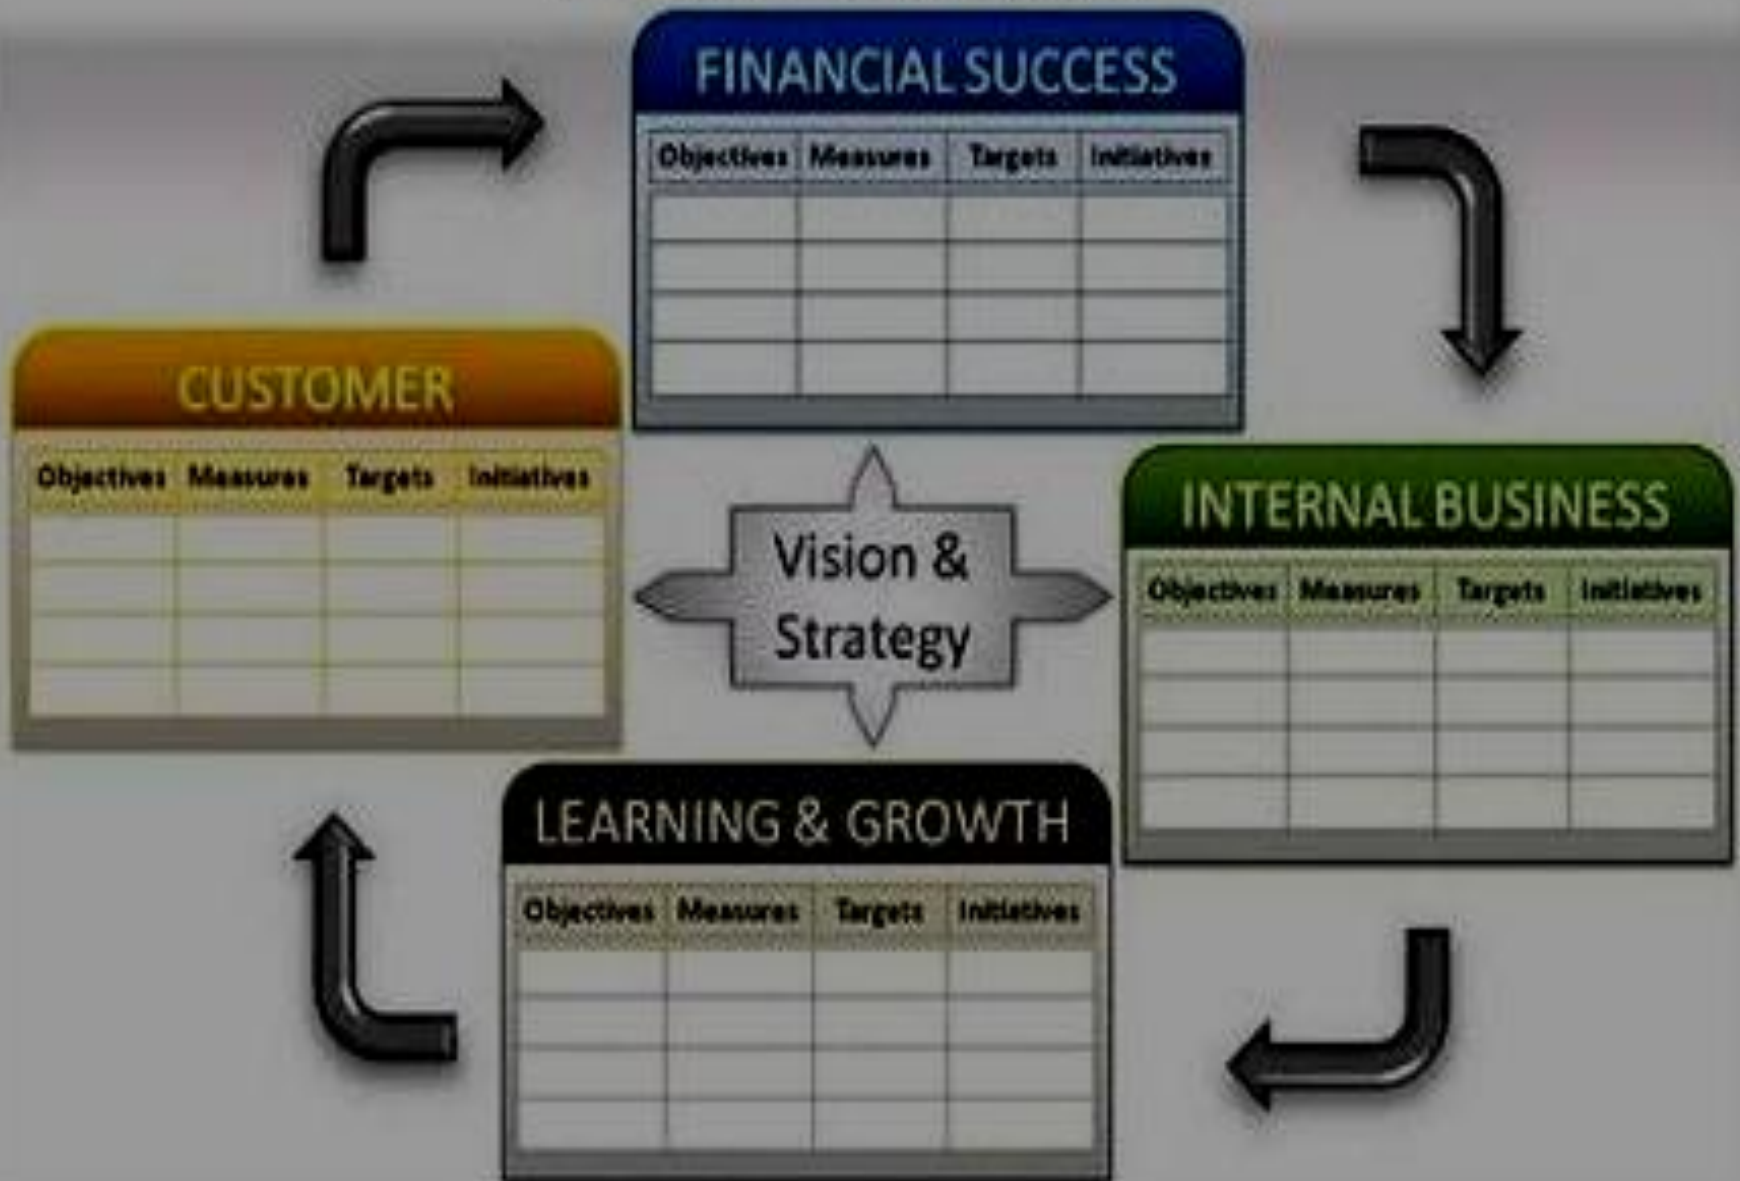 FINANCIAL SUCCESS
Objectives Measures Targets Initiatives
CUSTOMER
Objectives Measures Targets Initiatives
Vision &
Strategy
INTERNAL BUSINESS
Objectives Measures Targets Initiatives
LEARNING & GROWTH
Objectives Measures Targets Initiatives